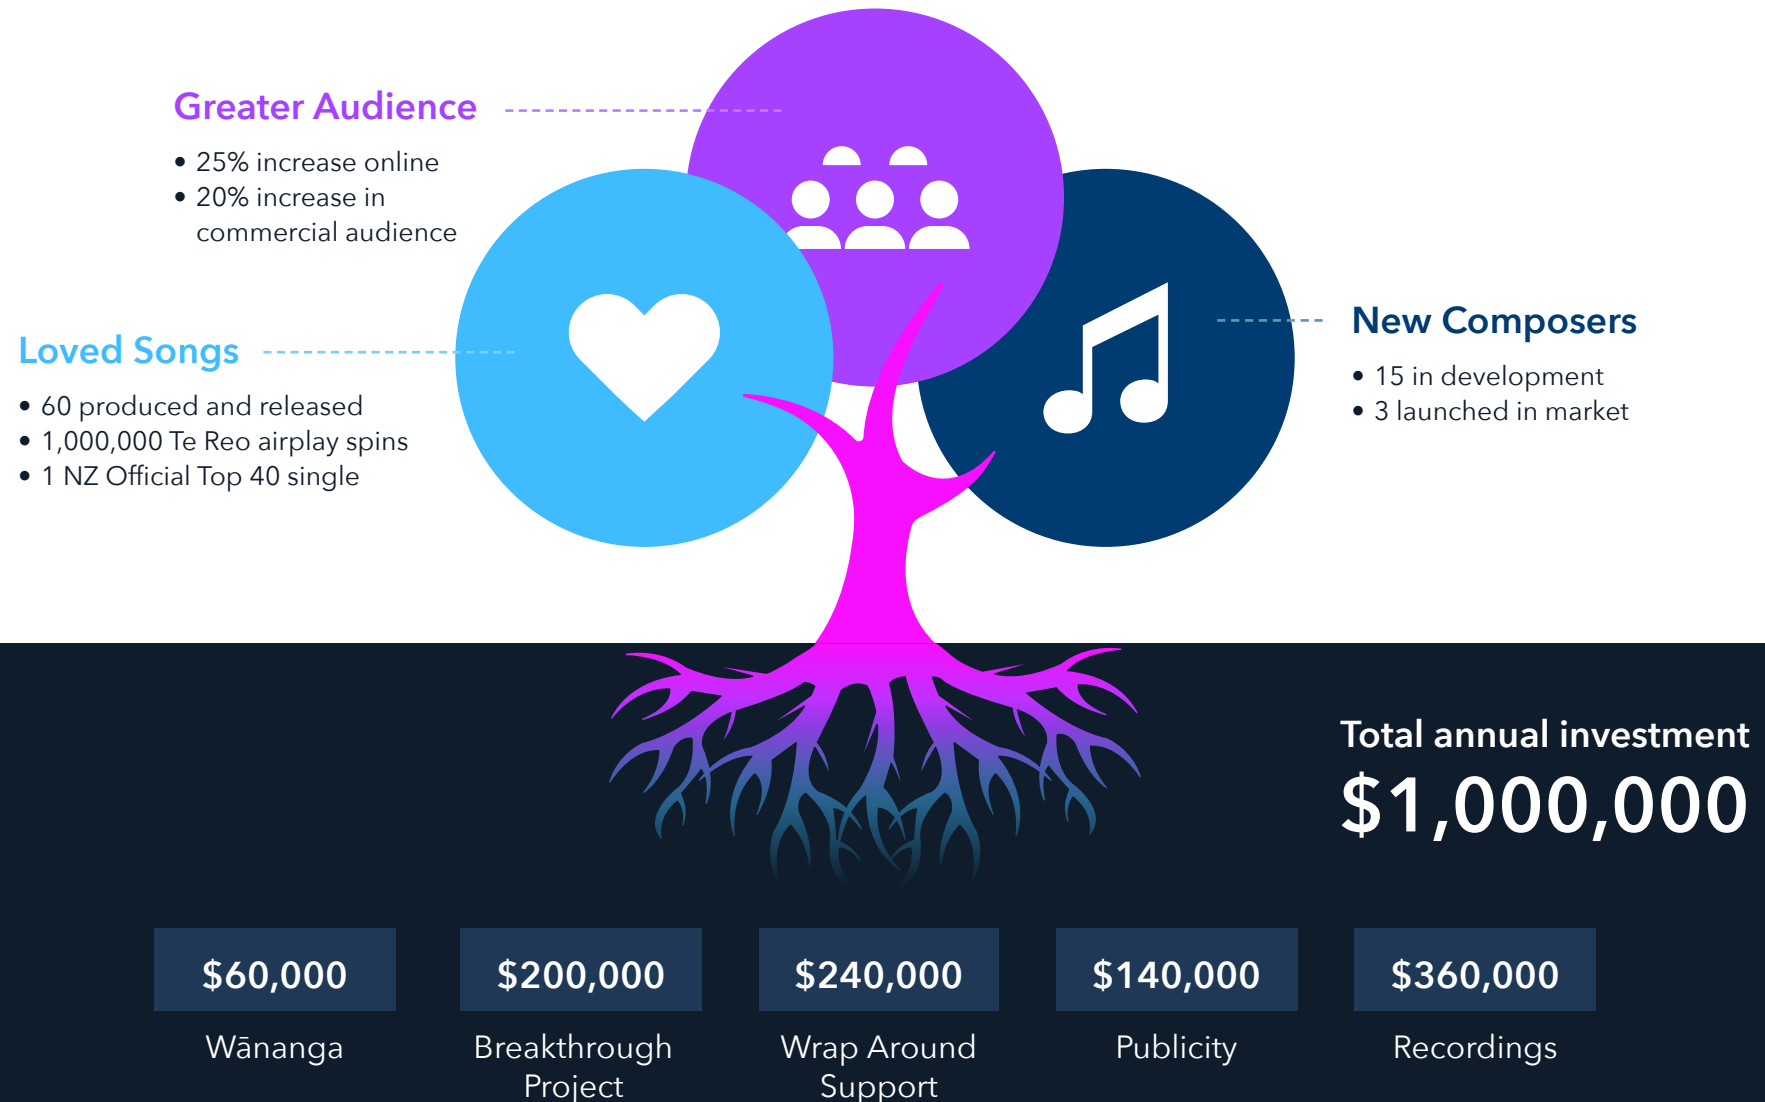 Greater Audience
• 25% increase online
• 20% increase in
commercial audience
Loved Songs
• 60 produced and released
• 1,000,000 Te Reo airplay spins
• 1 NZ Official Top 40 single
New Composers
• 15 in development
• 3 launched in market
Total annual investment
$1,000,000
$60,000
Wānanga
$200,000
Breakthrough
Project
$240,000
Wrap Around
Support
$140,000
Publicity
$360,000
Recordings